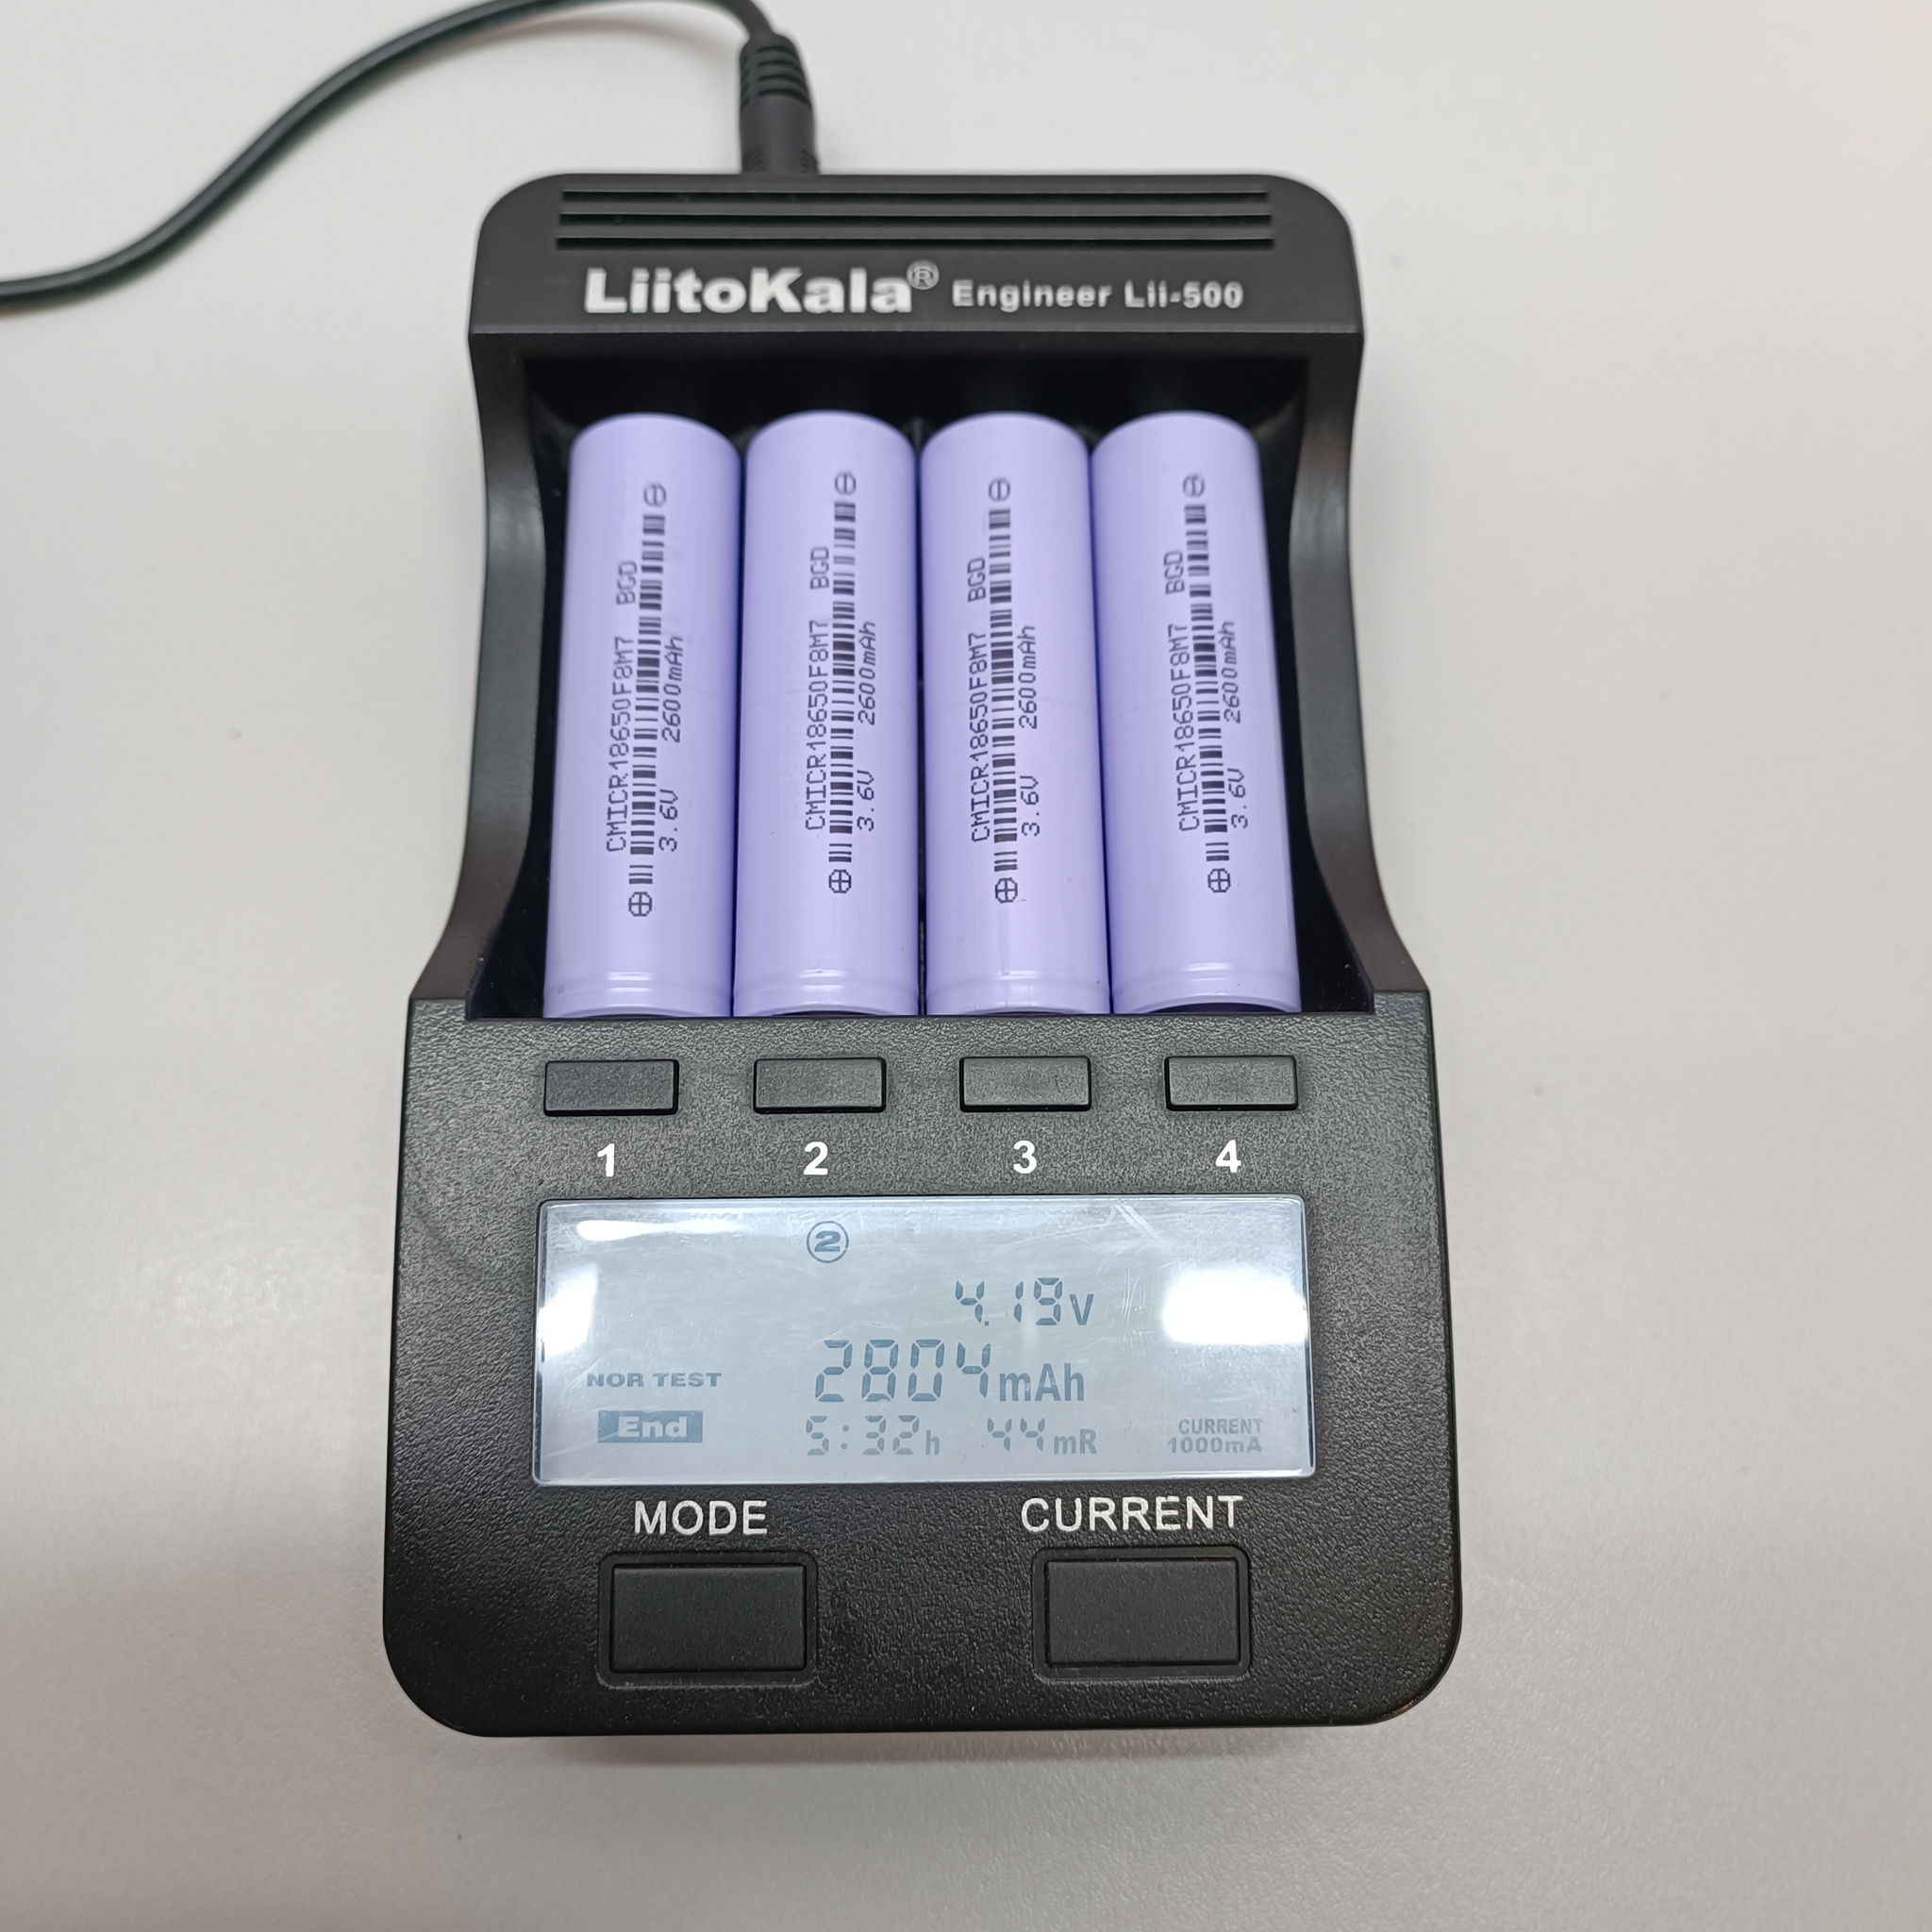 LiitoKala® Engineer Lii-500
CMICR18650F8M7 BGD
3.6V 2600mAh
CMICR18650F8M7 BGD
3.6V 2600mAh
CMICR18650F8M7 BGD
3.6V 2600mAh
CMICR18650F8M7 BGD
3.6V 2600mAh
1 2 3 4
2
4.19V
NOR TEST 2804mAh
End 5:32h 44mR CURRENT
1000mA
MODE CURRENT